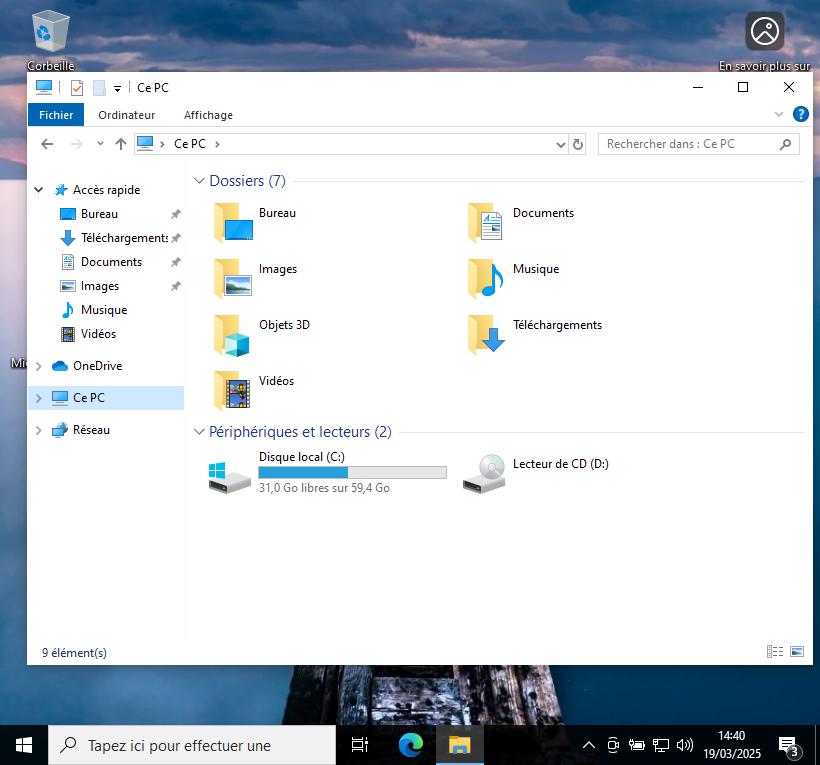 Corbeille
En savoir plus sur
Ce PC
Fichier
Ordinateur
Affichage
Ce PC
Rechercher dans : Ce PC
Accès rapide
Bureau
Téléchargements
Documents
Images
Musique
Vidéos
OneDrive
Ce PC
Réseau
Dossiers (7)
Bureau
Documents
Images
Musique
Objets 3D
Téléchargements
Vidéos
Périphériques et lecteurs (2)
Disque local (C:)
31,0 Go libres sur 59,4 Go
Lecteur de CD (D:)
Mi
9 élément(s)
Tapez ici pour effectuer une
14:40
19/03/2025
3